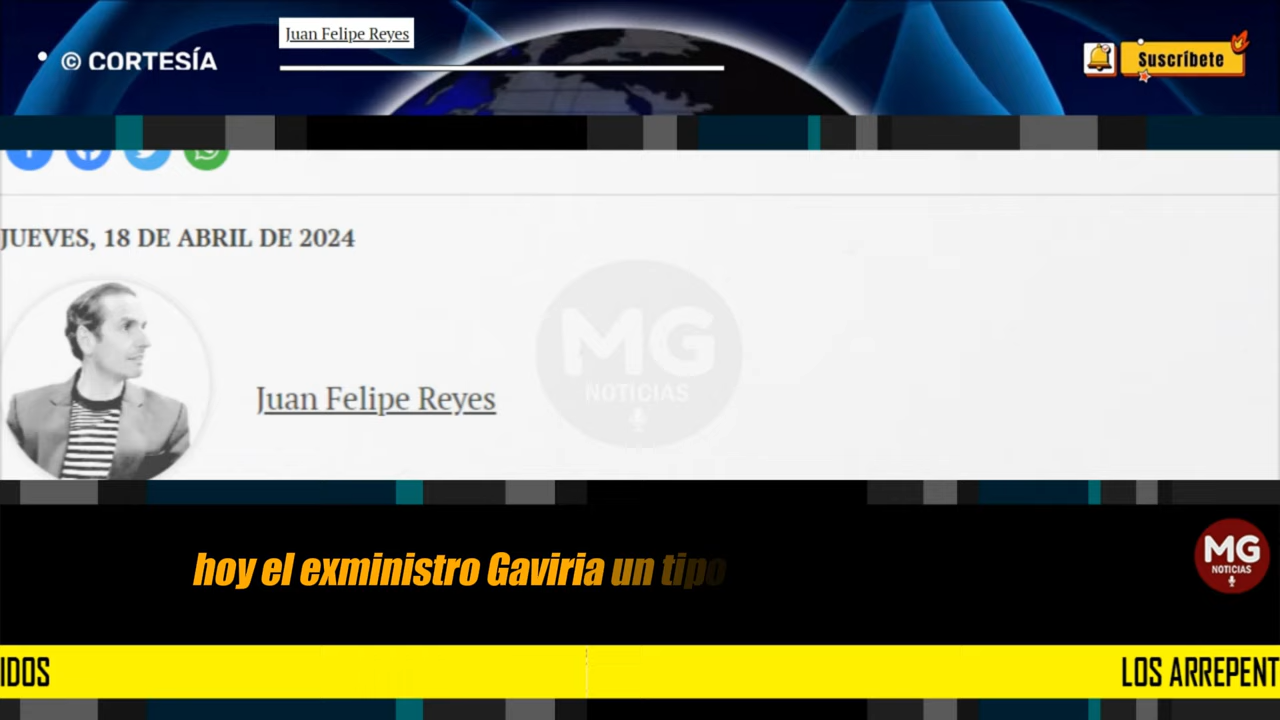 Juan Felipe Reyes
© CORTESÍA
Suscríbete
JUEVES, 18 DE ABRIL DE 2024
Juan Felipe Reyes
MG
NOTICIAS
hoy el exministro Gaviria un tipo
MG
NOTICIAS
IDOS
LOS ARREPENT